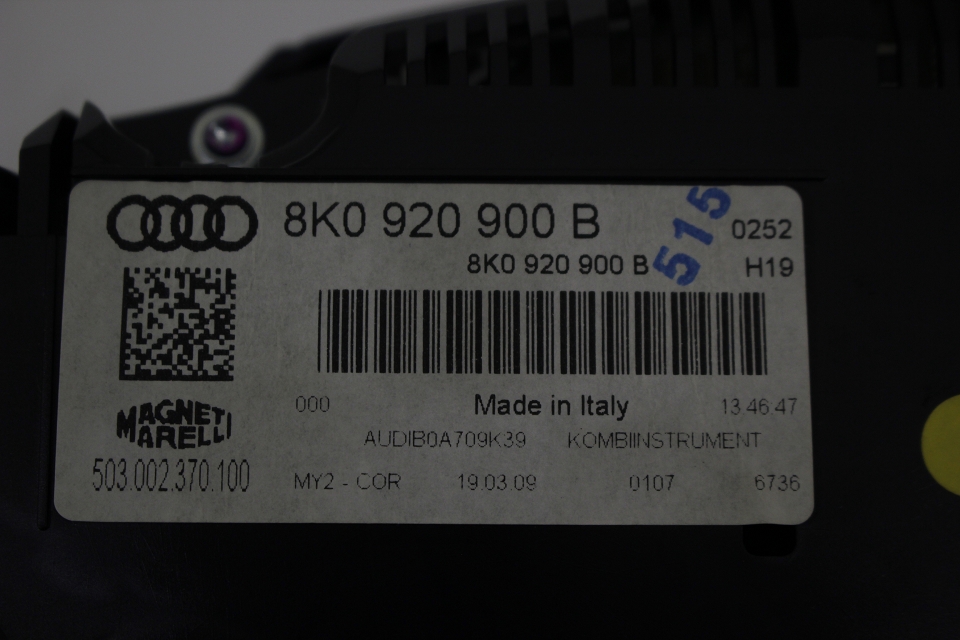 8K0 920 900 B 515 0252
8K0 920 900 B H19
000 Made in Italy 13 46 47
MAGNETI
MARELLI
AUDIB0A709K39 KOMBIINSTRUMENT
503.002.370.100 MY2 - COR 19.03.09 0107 6736